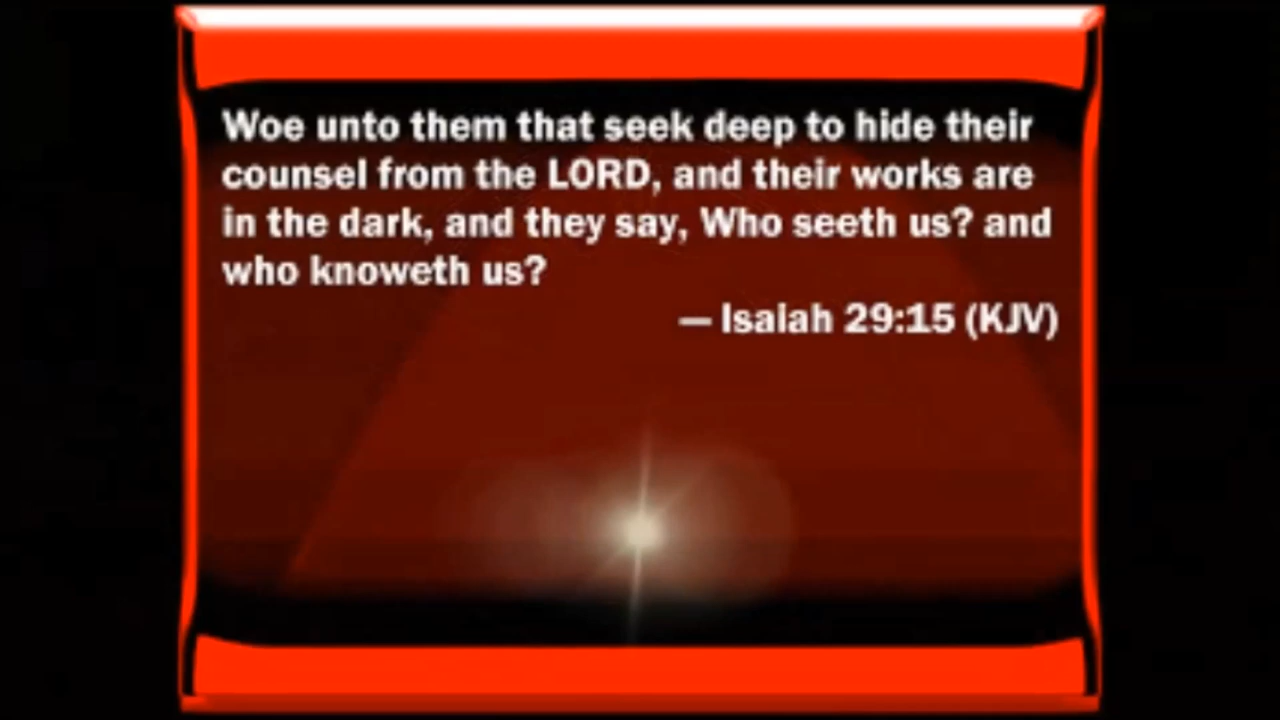 Woe unto them that seek deep to hide their
counsel from the LORD, and their works are
in the dark, and they say, Who seeth us? and
who knoweth us?
— Isaiah 29:15 (KJV)